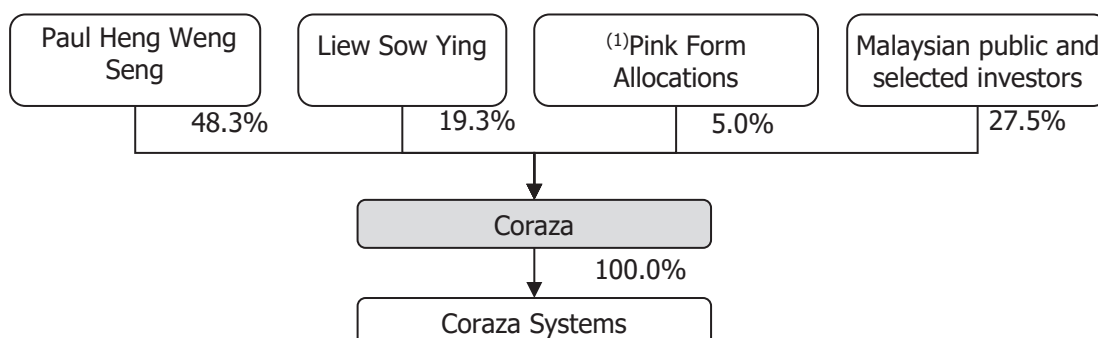 Paul Heng Weng
Seng
Liew Sow Ying
(1)Pink Form
Allocations
Malaysian public and
selected investors
48.3%
19.3%
5.0%
27.5%
Coraza
100.0%
Coraza Systems